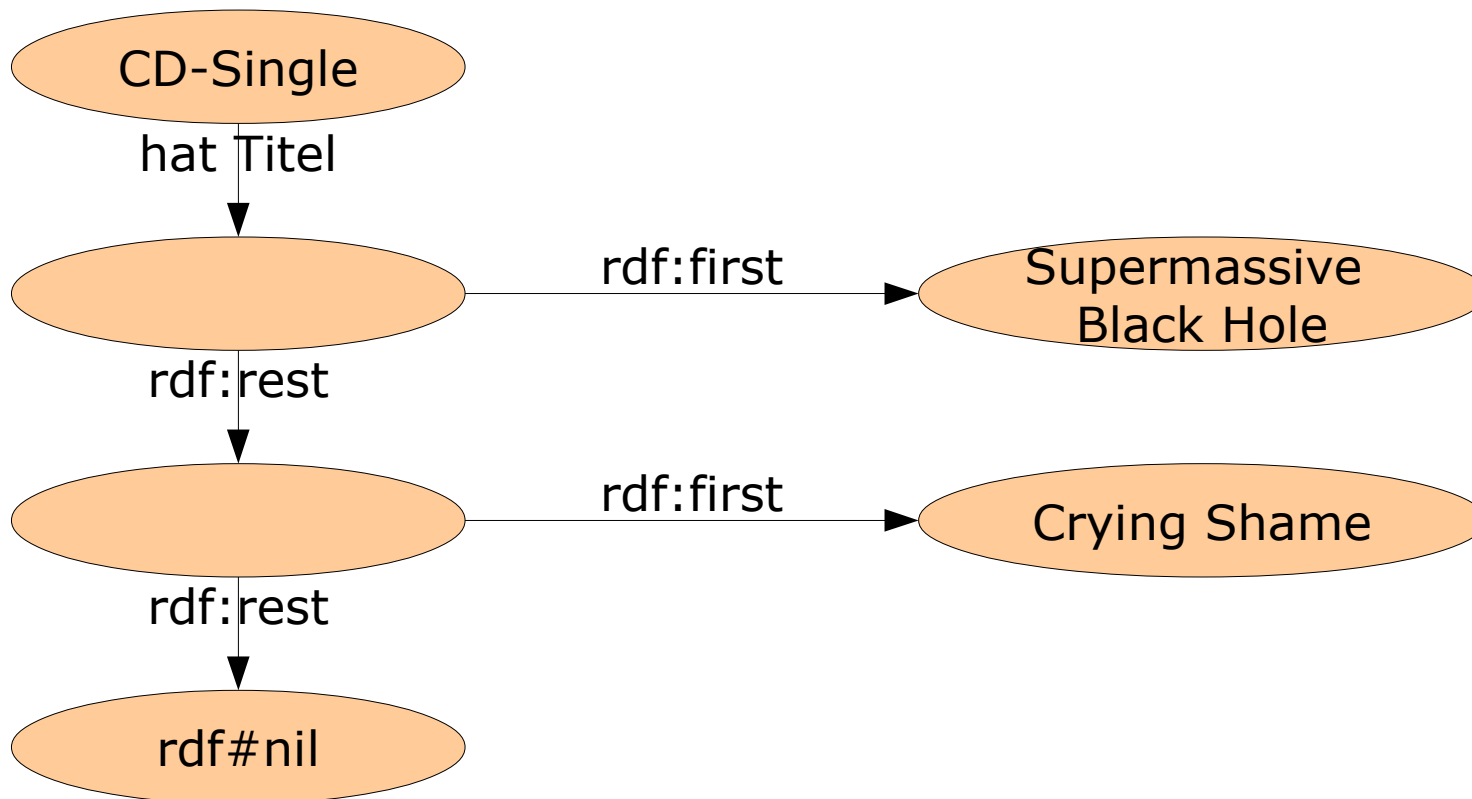 CD-Single
hat Titel
rdf:first
Supermassive
Black Hole
rdf:rest
rdf:first
Crying Shame
rdf:rest
rdf#nil